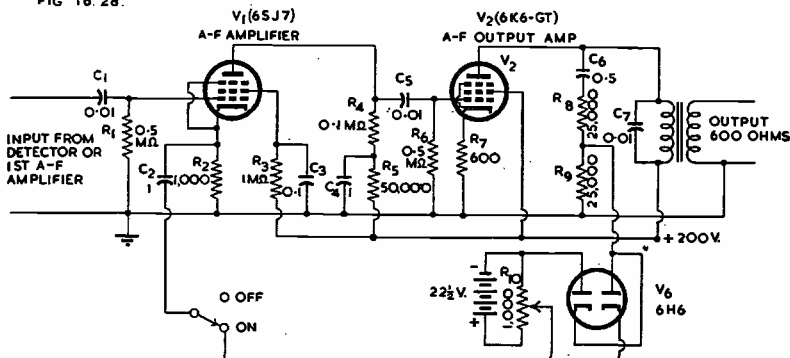 FIG 16.28.
V1(6SJ7)
A-F AMPLIFIER
V2(6K6-GT)
A-F OUTPUT AMP
V2
C1
0.01
R1
0.5
MΩ
INPUT FROM
DETECTOR OR
1ST A-F
AMPLIFIER
C2
1
R2
1,000
R3
1MΩ
C3
0.1
R4
0.1MΩ
C4
1
R5
50,000
C5
0.01
R6
0.5
MΩ
R7
600
C6
0.5
R8
25,000
R9
25,000
C7
0.01
OUTPUT
600 OHMS
+ 200 V.
O OFF
ON
22½V.
-
+
R10
1,000
V6
6H6